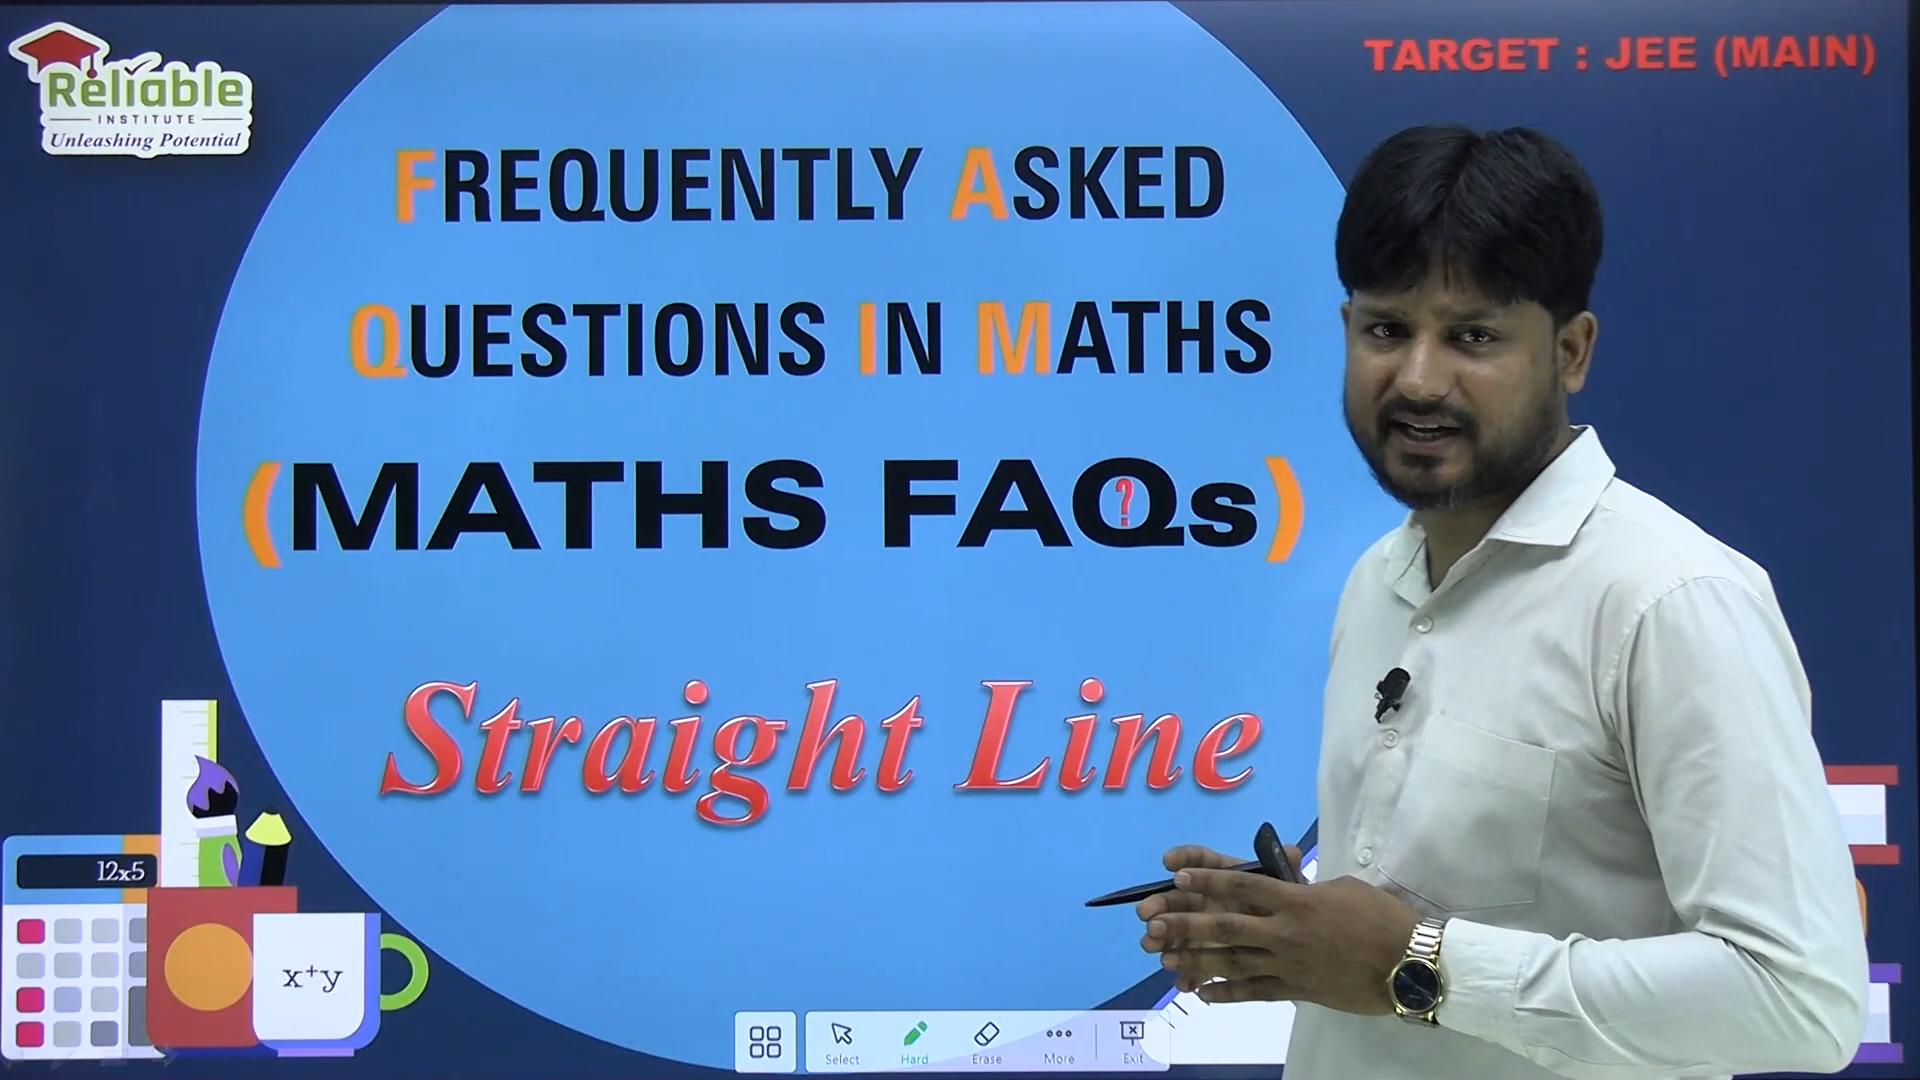 Reliable
INSTITUTE
Unleashing Potential
TARGET : JEE (MAIN)
FREQUENTLY ASKED
QUESTIONS IN MATHS
(MATHS FAQs)
?
Straight Line
12x5
x+y
Select
Hard
Erase
More
Exit